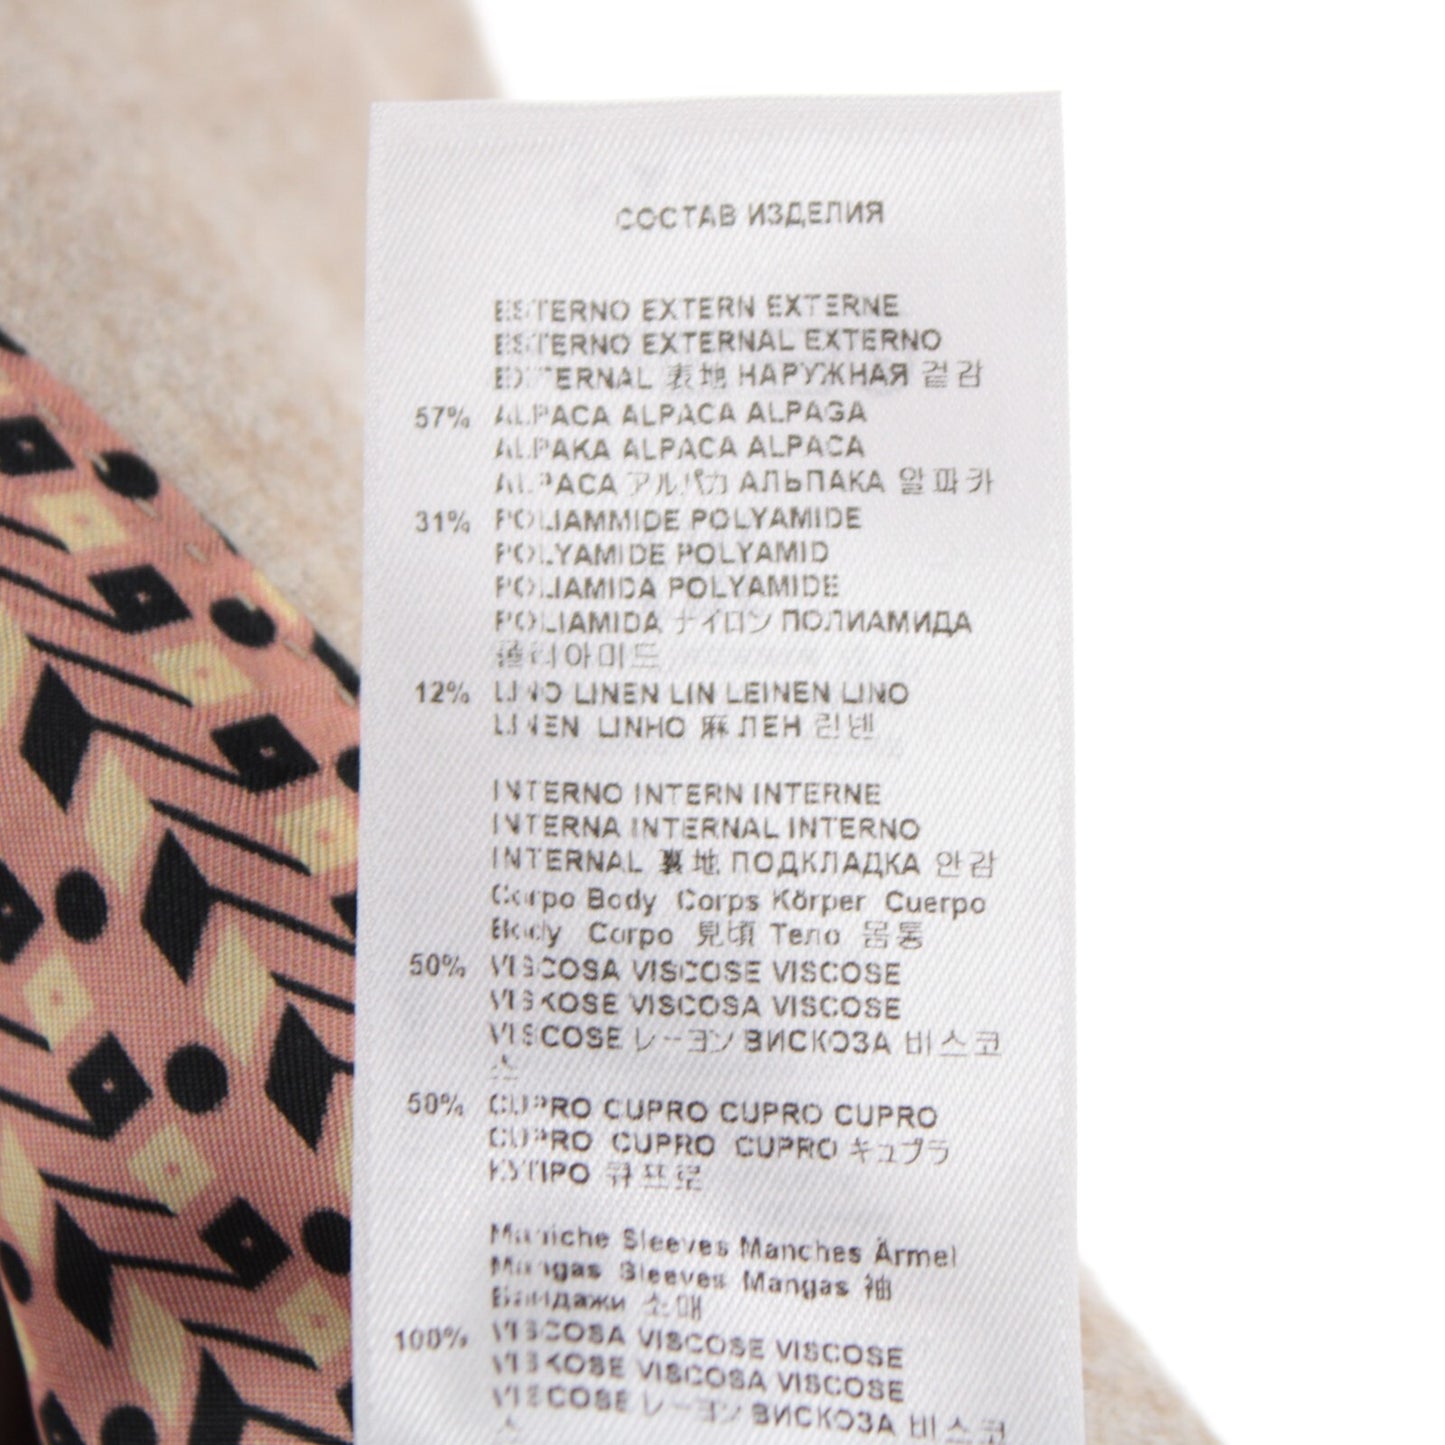 СОСТАВ ИЗДЕЛИЯ
ESTERNO EXTERN EXTERNE
ESTERNO EXTERNAL EXTERNO
EXTERNAL 表地 НАРУЖНАЯ 겉감
57% ALPACA ALPACA ALPAGA
ALPAKA ALPACA ALPACA
ALPACA アルパカ АЛЬПАКА 알파카
31% POLIAMMIDE POLYAMIDE
POLYAMIDE POLYAMID
POLIAMIDA POLYAMIDE
POLIAMIDA ナイロン ПОЛИАМИДА
폴리아미드
12% LINO LINEN LIN LEINEN LINO
LINEN LINHO 麻 ЛЕН 린넨
INTERNO INTERN INTERNE
INTERNA INTERNAL INTERNO
INTERNAL 裏地 ПОДКЛАДКА 안감
Corpo Body Corps Körper Cuerpo
Body Corpo 見頃 Тело 몸통
50% VISCOSA VISCOSE VISCOSE
VISKOSE VISCOSA VISCOSE
VISCOSE レーヨン ВИСКОЗА 비스코
스
50% CUPRO CUPRO CUPRO CUPRO
CUPRO CUPRO CUPRO キュプラ
КУПРО 큐프로
Maniche Sleeves Manches Ärmel
Mangas Sleeves Mangas 袖
Бандажи 소매
100% VISCOSA VISCOSE VISCOSE
VISKOSE VISCOSA VISCOSE
VISCOSE レーヨン ВИСКОЗА 비스코
스